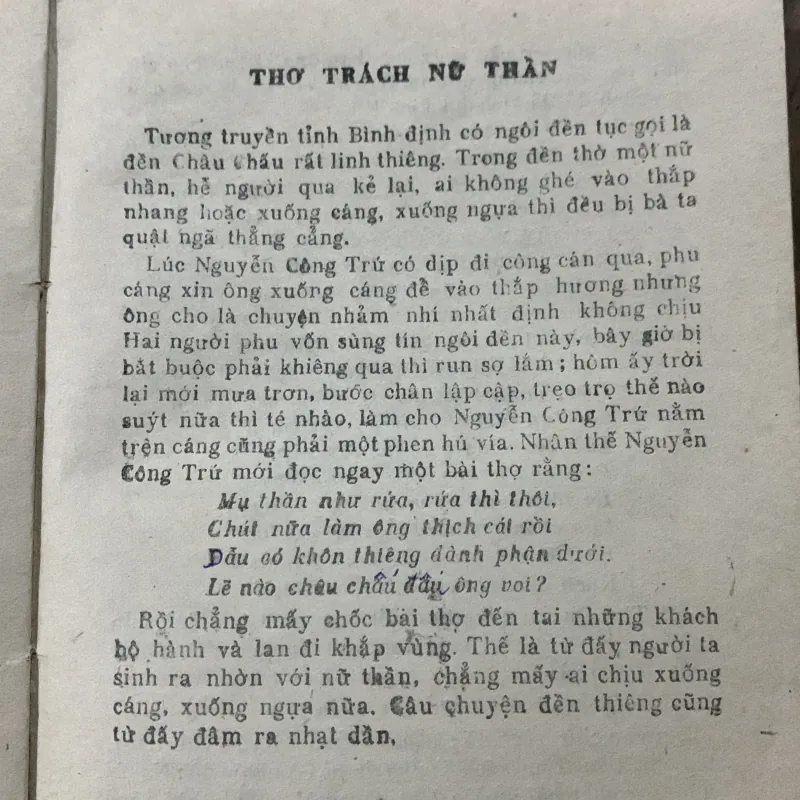 THƠ TRÁCH NỮ THẦN
Tương truyền tỉnh Bình định có ngôi đền tục gọi là
đền Châu Chấu rất linh thiêng. Trong đền thờ một nữ
thần, hễ người qua kẻ lại, ai không ghé vào thắp
nhang hoặc xuống cáng, xuống ngựa thì đều bị bà ta
quật ngã thẳng cẳng.
Lúc Nguyễn Công Trứ có dịp đi công cán qua, phu
cáng xin ông xuống cáng để vào thắp hương nhưng
ông cho là chuyện nhảm nhí nhất định không chịu
Hai người phu vốn sùng tín ngôi đền này, bây giờ bị
bắt buộc phải khiêng qua thì run sợ lắm; hôm ấy trời
lại mới mưa trơn, bước chân lập cập, trẹo trọ thế nào
suýt nữa thì té nhào, làm cho Nguyễn Công Trứ nằm
trên cáng cũng phải một phen hú vía. Nhân thế Nguyễn
Công Trứ mới đọc ngay một bài thơ rằng:
Mụ thần như rứa, rứa thì thôi,
Chút nữa làm ông thịch cái rồi
Dẫu có khôn thiêng dành phận dưới.
Lẽ nào châu chấu đấu ông voi?
Rồi chẳng mấy chốc bài thơ đến tai những khách
bộ hành và lan đi khắp vùng. Thế là từ đấy người ta
sinh ra nhờn với nữ thần, chẳng mấy ai chịu xuống
cáng, xuống ngựa nữa. Câu chuyện đền thiêng cũng
từ đấy đâm ra nhạt dần.